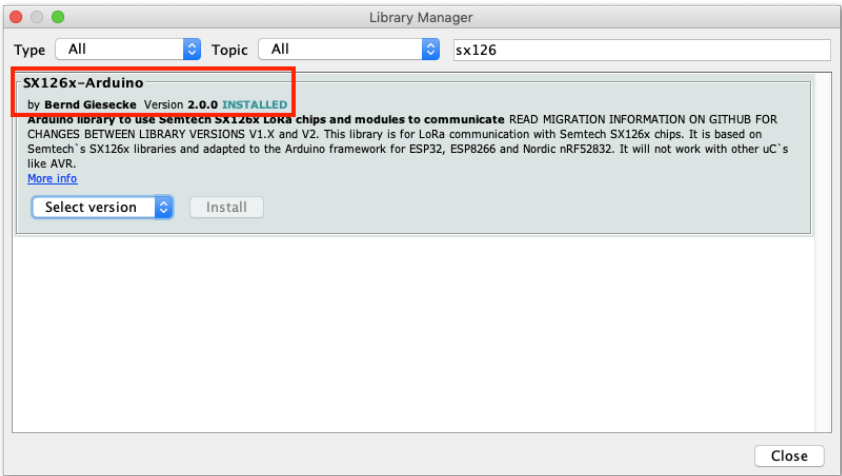 Library Manager
Type All Topic All sx126
SX126x-Arduino
by Bernd Giesecke Version 2.0.0 INSTALLED
Arduino library to use Semtech SX126x LoRa chips and modules to communicate READ MIGRATION INFORMATION ON GITHUB FOR
CHANGES BETWEEN LIBRARY VERSIONS V1.X and V2. This library is for LoRa communication with Semtech SX126x chips. It is based on
Semtech`s SX126x libraries and adapted to the Arduino framework for ESP32, ESP8266 and Nordic nRF52832. It will not work with other uC`s
like AVR.
More info
Select version Install
Close